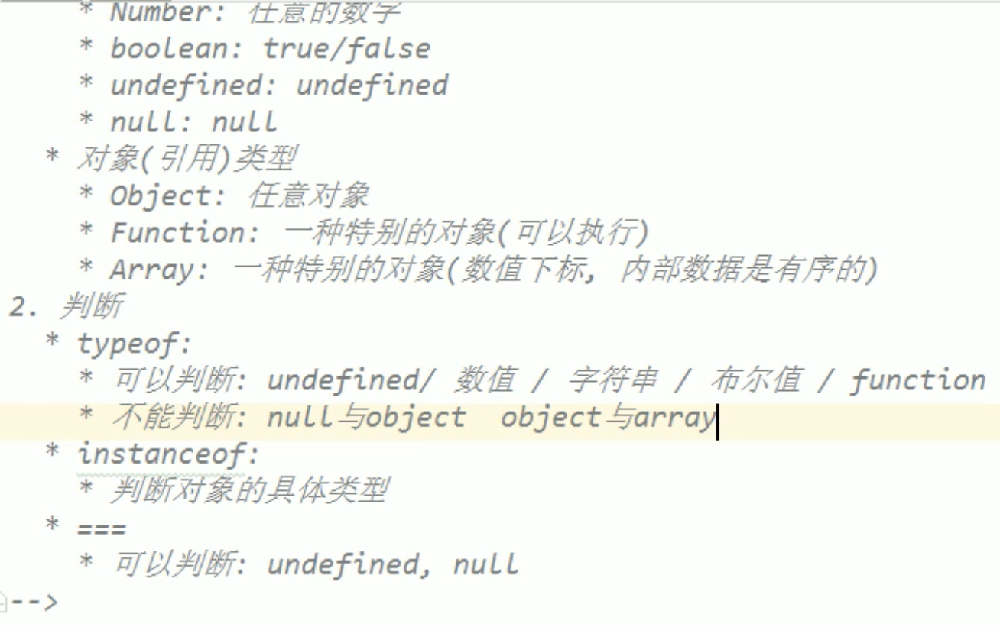 * Number: 任意的数字
* boolean: true/false
* undefined: undefined
* null: null
* 对象(引用)类型
* Object: 任意对象
* Function: 一种特别的对象(可以执行)
* Array: 一种特别的对象(数值下标, 内部数据是有序的)
2. 判断
* typeof:
* 可以判断: undefined/ 数值 / 字符串 / 布尔值 / function
* 不能判断: null与object  object与array
* instanceof:
* 判断对象的具体类型
* ===
* 可以判断: undefined, null
-->